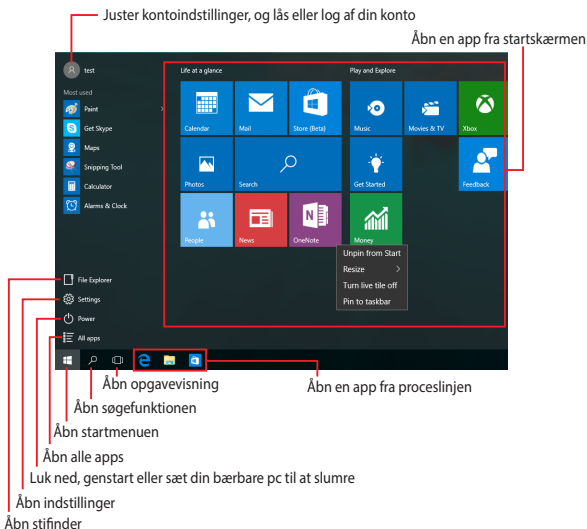 Juster kontoindstillinger, og lås eller log af din konto
Åbn en app fra startskærmen
test
Life at a glance
Play and Explore
Most used
Paint
Get Skype
Maps
Snipping Tool
Calculator
Alarms & Clock
Calendar
Mail
Store (Beta)
Music
Movies & TV
Xbox
Photos
Search
Get Started
Feedback
People
News
OneNote
Money
Unpin from Start
Resize
Turn live tile off
Pin to taskbar
File Explorer
Settings
Power
All apps
Åbn opgavevisning
Åbn en app fra proceslinjen
Åbn søgefunktionen
Åbn startmenuen
Åbn alle apps
Luk ned, genstart eller sæt din bærbare pc til at slumre
Åbn indstillinger
Åbn stifinder